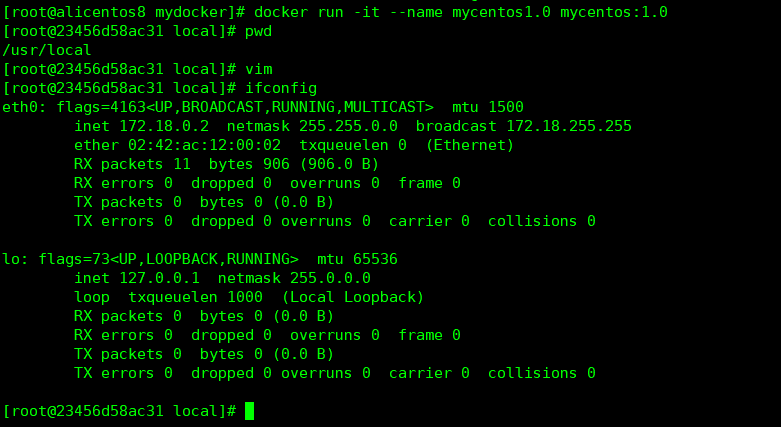 [root@alicentos8 mydocker]# docker run -it --name mycentos1.0 mycentos:1.0
[root@23456d58ac31 local]# pwd
/usr/local
[root@23456d58ac31 local]# vim
[root@23456d58ac31 local]# ifconfig
eth0: flags=4163<UP,BROADCAST,RUNNING,MULTICAST>  mtu 1500
        inet 172.18.0.2  netmask 255.255.0.0  broadcast 172.18.255.255
        ether 02:42:ac:12:00:02  txqueuelen 0  (Ethernet)
        RX packets 11  bytes 906 (906.0 B)
        RX errors 0  dropped 0  overruns 0  frame 0
        TX packets 0  bytes 0 (0.0 B)
        TX errors 0  dropped 0 overruns 0  carrier 0  collisions 0

lo: flags=73<UP,LOOPBACK,RUNNING>  mtu 65536
        inet 127.0.0.1  netmask 255.0.0.0
        loop  txqueuelen 1000  (Local Loopback)
        RX packets 0  bytes 0 (0.0 B)
        RX errors 0  dropped 0  overruns 0  frame 0
        TX packets 0  bytes 0 (0.0 B)
        TX errors 0  dropped 0 overruns 0  carrier 0  collisions 0

[root@23456d58ac31 local]#